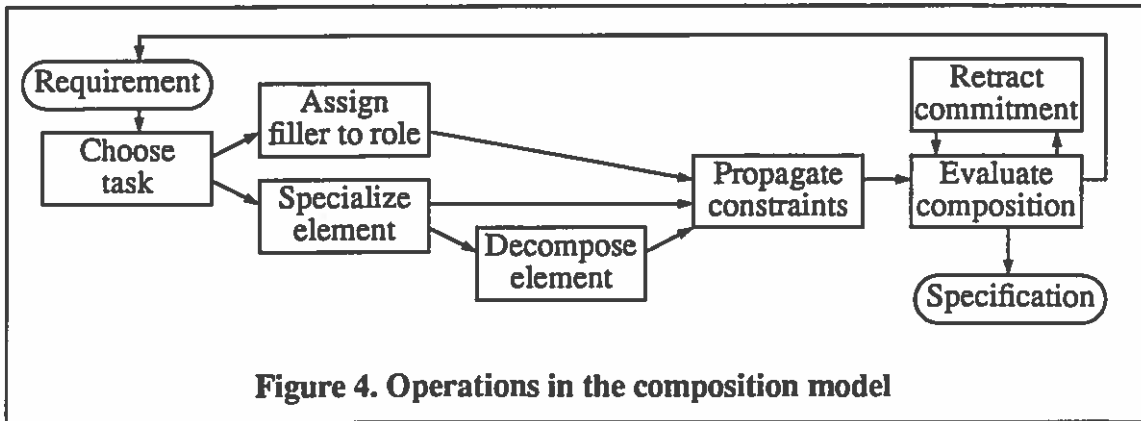 Requirement
Choose
task
Assign
filler to role
Specialize
element
Decompose
element
Propagate
constraints
Retract
commitment
Evaluate
composition
Specification
Figure 4. Operations in the composition model